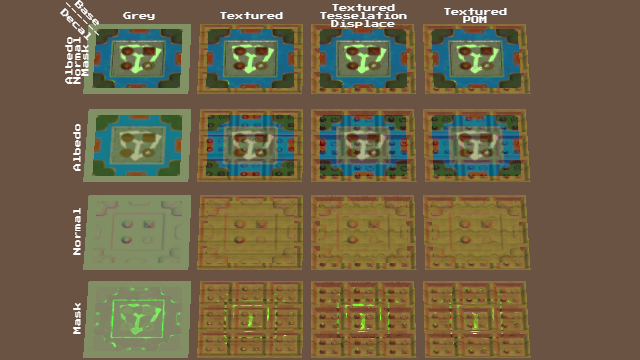 Base
Decal
Grey
Textured
Textured
Tesselation
Displace
Textured
POM
Albedo
Normal
Mask
Albedo
Normal
Mask